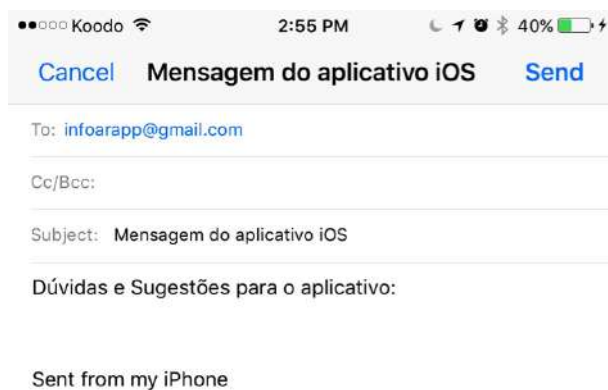 Koodo 2:55 PM 40%
Cancel Mensagem do aplicativo iOS Send
To: infoarapp@gmail.com
Cc/Bcc:
Subject: Mensagem do aplicativo iOS
Dúvidas e Sugestões para o aplicativo:
Sent from my iPhone